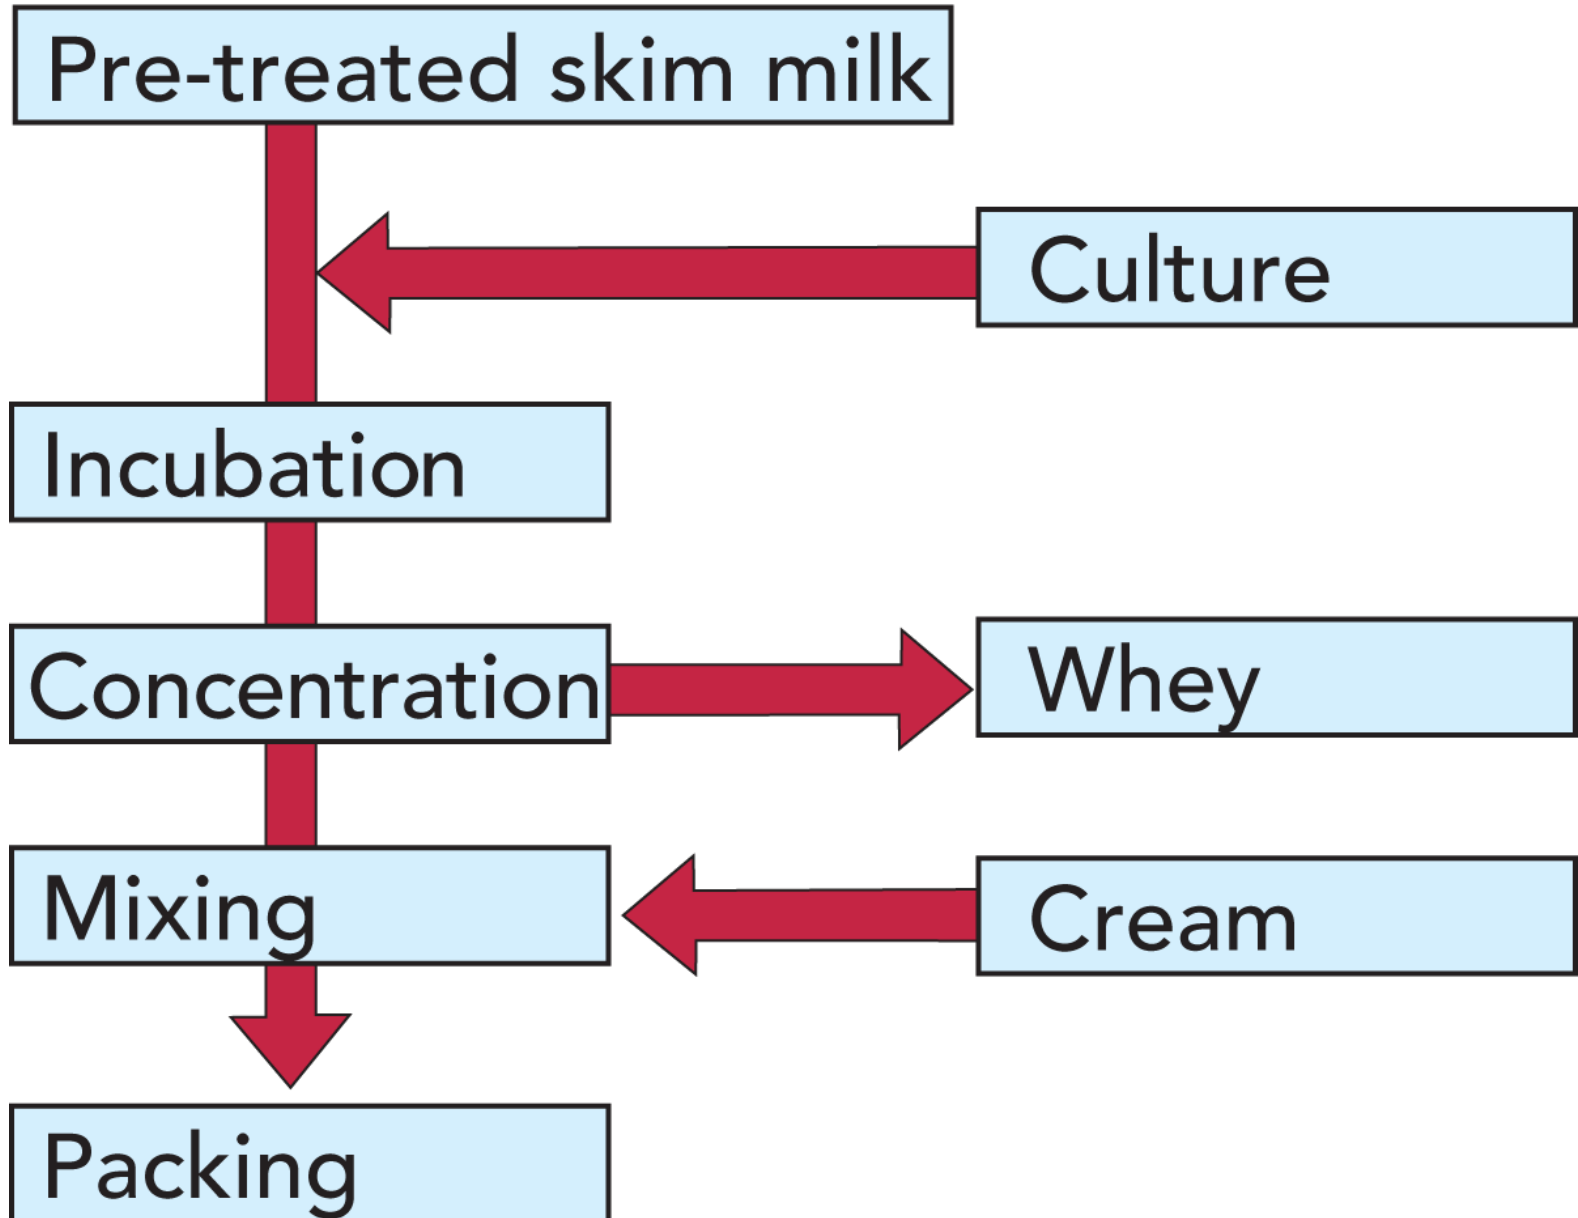 Pre-treated skim milk
Culture
Incubation
Concentration
Whey
Mixing
Cream
Packing